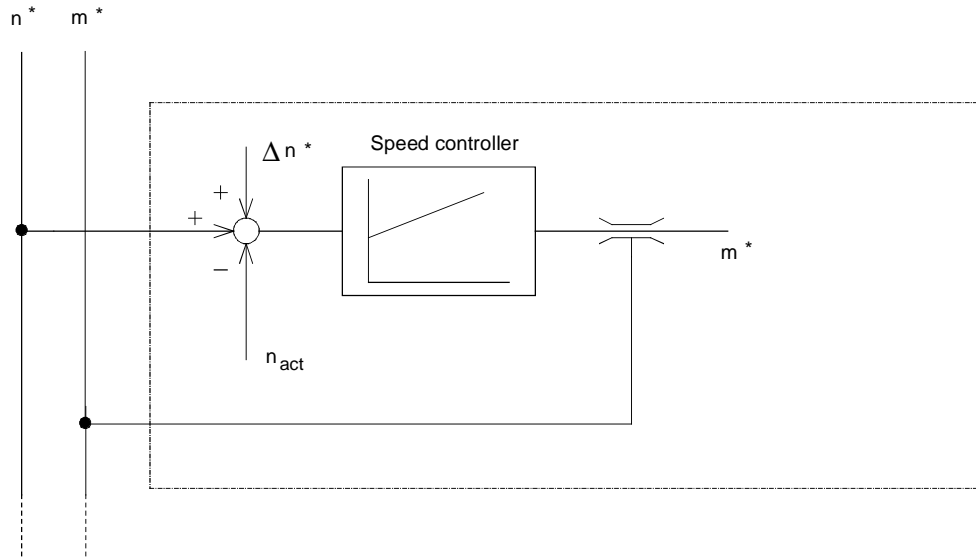 n * m *
Speed controller
Δ n *
+
+
−
m *
n act